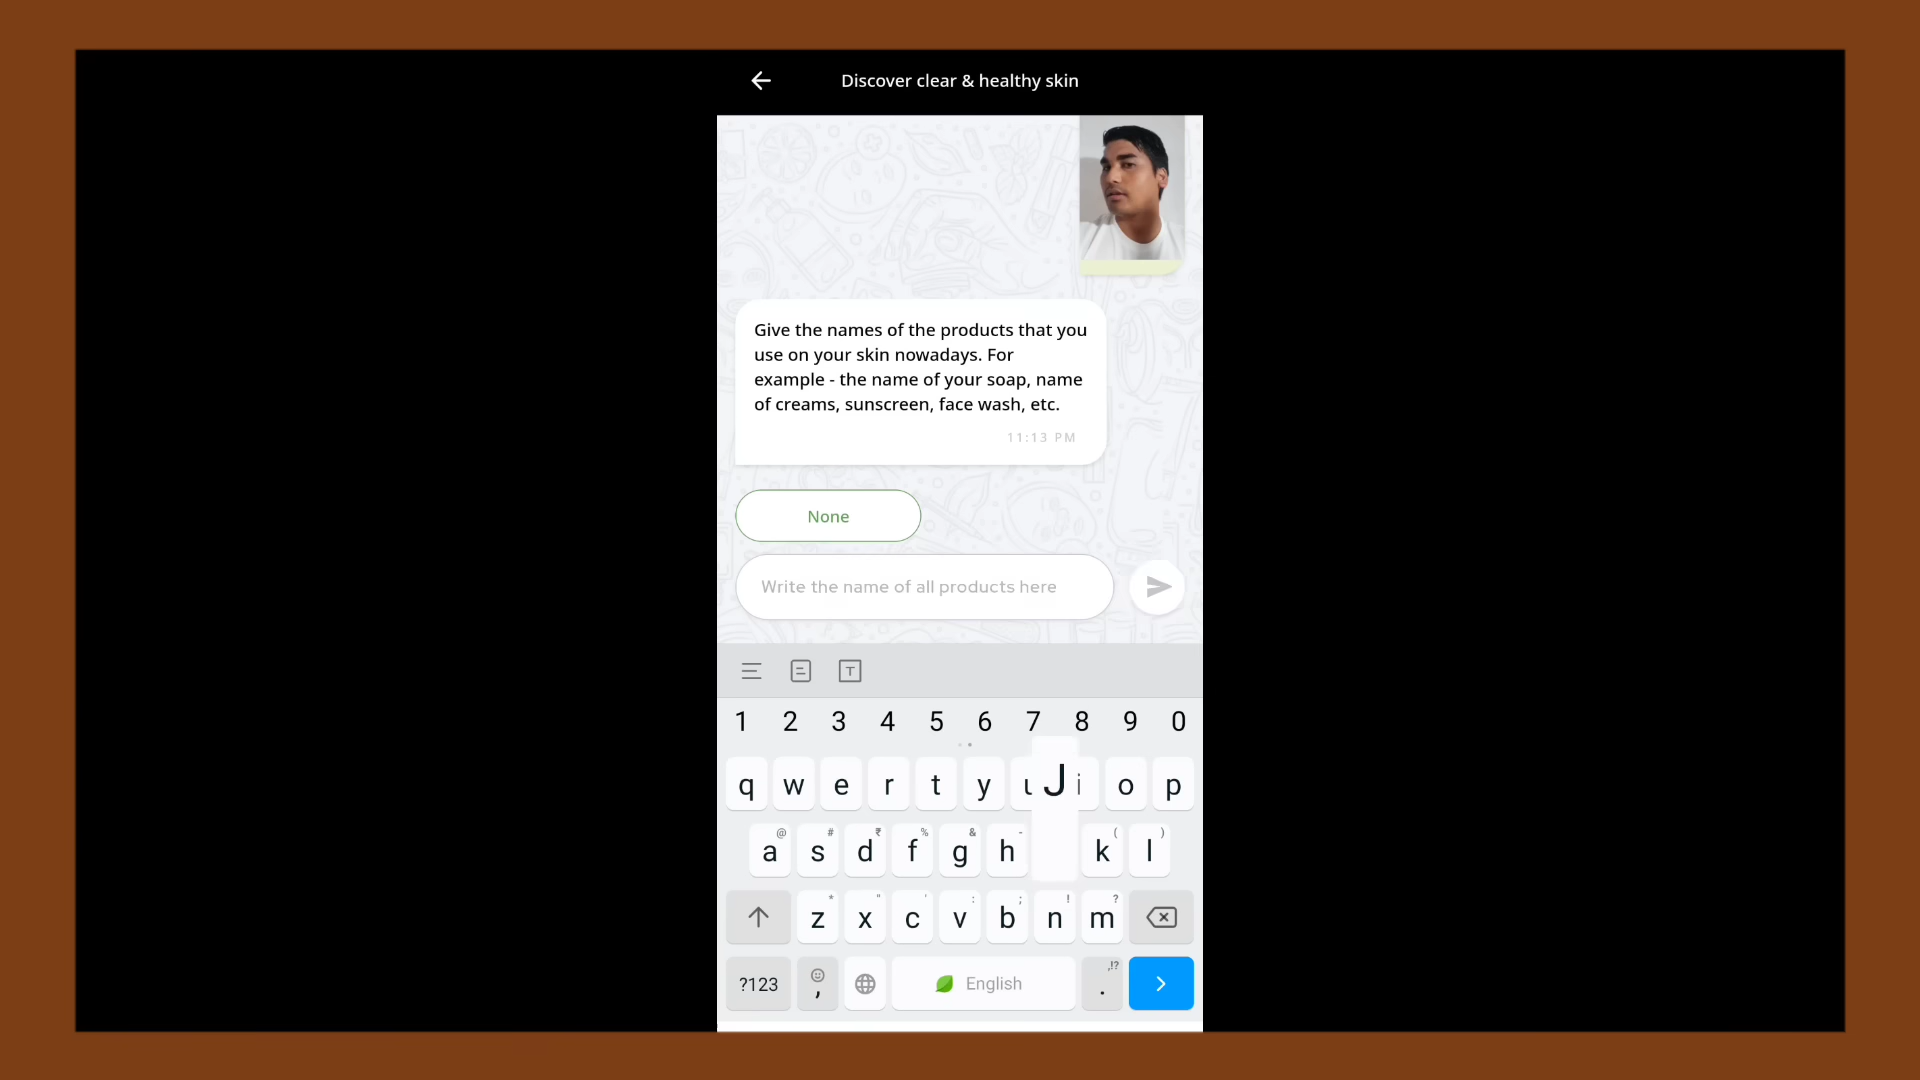 Discover clear & healthy skin
Give the names of the products that you
use on your skin nowadays. For
example - the name of your soap, name
of creams, sunscreen, face wash, etc.
11:13 PM
None
Write the name of all products here
T
1 2 3 4 5 6 7 8 9 0
q w e r t y u J i o p
@ # ₹ % & - ( )
a s d f g h k l
* " ' : ; ! ?
z x c v b n m
,!?
?123 , English .